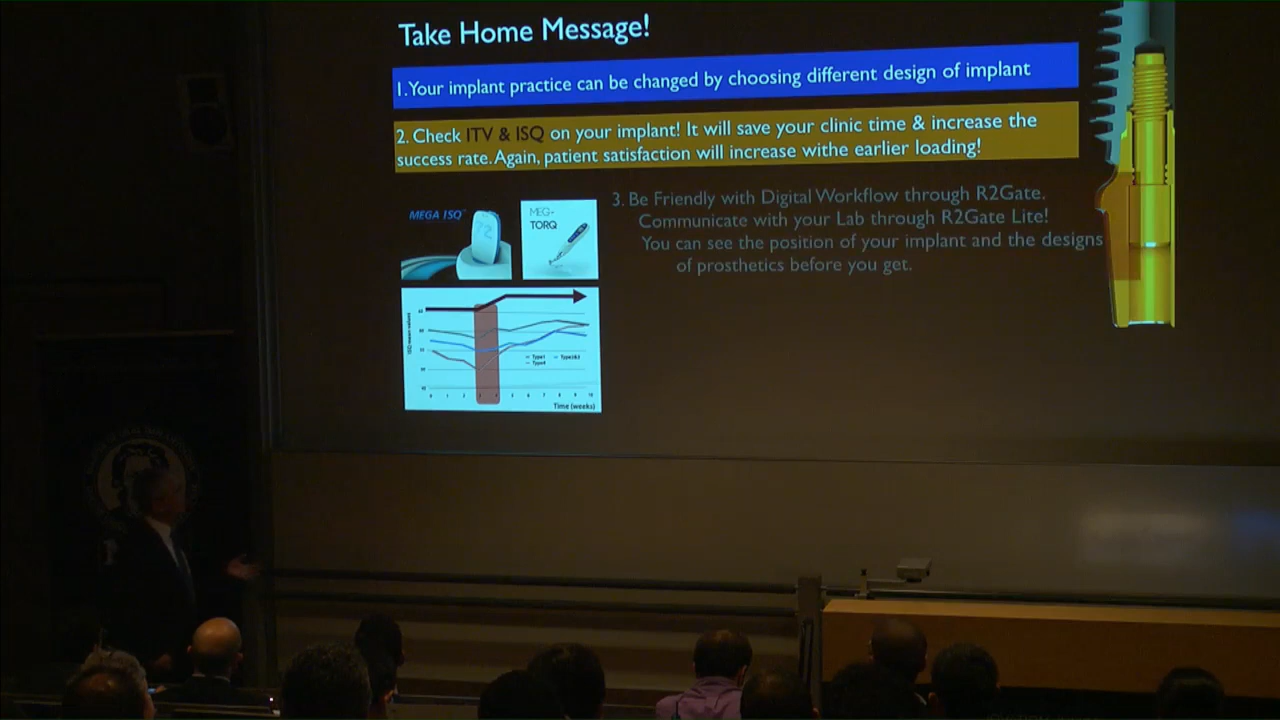 Take Home Message!
1. Your implant practice can be changed by choosing different design of implant
2. Check ITV & ISQ on your implant! It will save your clinic time & increase the
success rate. Again, patient satisfaction will increase withe earlier loading!
3. Be Friendly with Digital Workflow through R2Gate.
Communicate with your Lab through R2Gate Lite!
You can see the position of your implant and the designs
of prosthetics before you get.
MEGA ISQ™
MEG-
TORQ
ISQ mean values
Time (weeks)